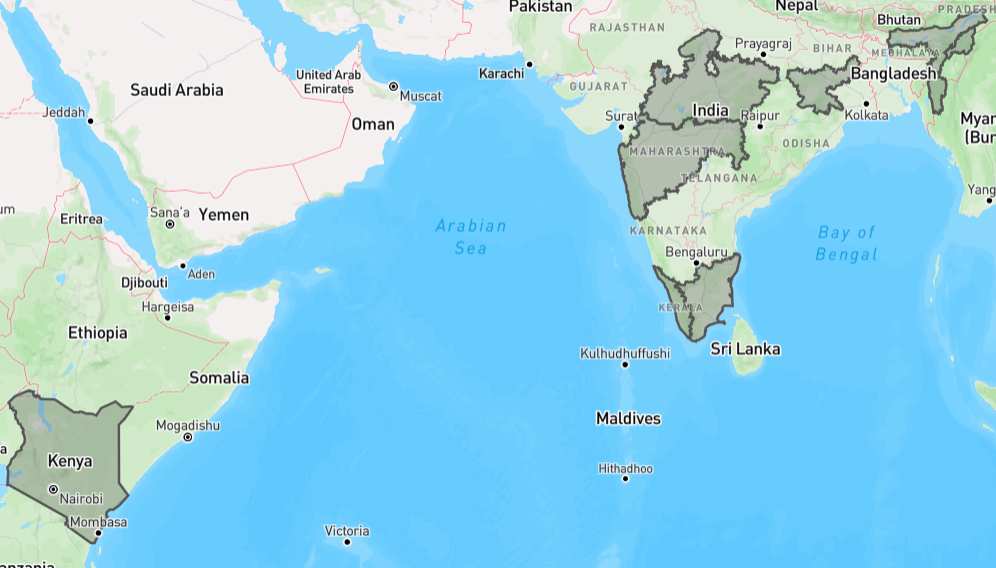 Pakistan
Nepal
PRADESH
Bhutan
RAJASTHAN
Prayagraj
BIHAR
MEGHALAYA
Karachi
United Arab
Emirates
Saudi Arabia
Muscat
GUJARAT
Bangladesh
Jeddah
Oman
Surat
India
Raipur
Kolkata
Myan
(Bur
MAHARASHTRA
ODISHA
TELANGANA
um
Eritrea
Sana'a
Yemen
Yang
Arabian
Sea
KARNATAKA
Bay of
Bengal
Bengaluru
Djibouti
Aden
Hargeisa
KERALA
Ethiopia
Kulhudhuffushi
Sri Lanka
Somalia
Mogadishu
Maldives
a
Kenya
Hithadhoo
Nairobi
Mombasa
Victoria
anzania